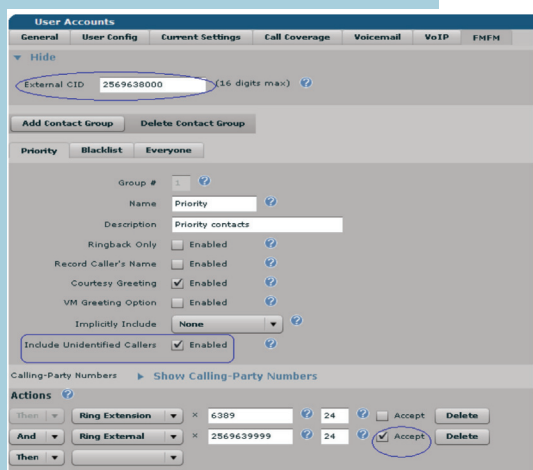 User Accounts
General User Config Current Settings Call Coverage Voicemail VoIP FMFM
Hide
External CID 2569638000 (16 digits max) ?
Add Contact Group Delete Contact Group
Priority Blacklist Everyone
Group # 1 ?
Name Priority ?
Description Priority contacts
Ringback Only Enabled ?
Record Caller's Name Enabled ?
Courtesy Greeting Enabled ?
VM Greeting Option Enabled ?
Implicitly Include None ?
Include Unidentified Callers Enabled ?
Calling-Party Numbers Show Calling-Party Numbers
Actions ?
Then Ring Extension × 6389 ? 24 ? Accept Delete
And Ring External × 2569639999 ? 24 ? Accept Delete
Then